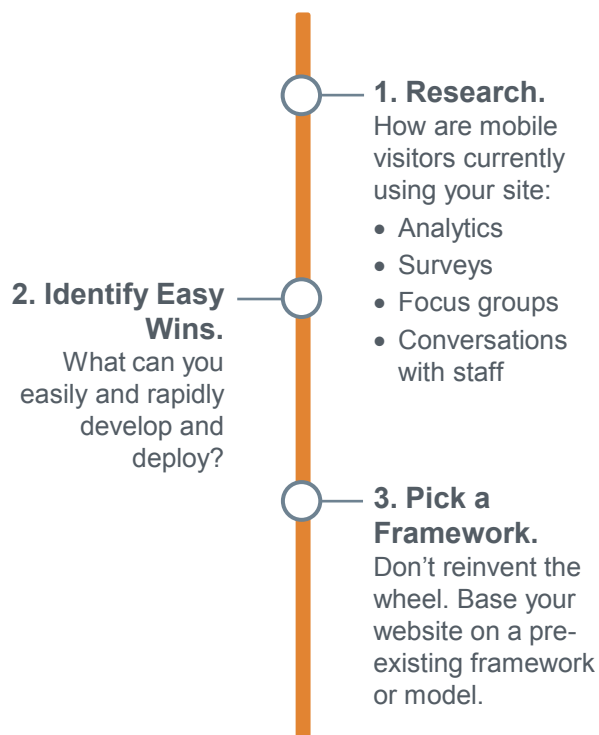 1. Research.
How are mobile
visitors currently
using your site:
• Analytics
• Surveys
• Focus groups
• Conversations
with staff
2. Identify Easy
Wins.
What can you
easily and rapidly
develop and
deploy?
3. Pick a
Framework.
Don’t reinvent the
wheel. Base your
website on a pre-
existing framework
or model.